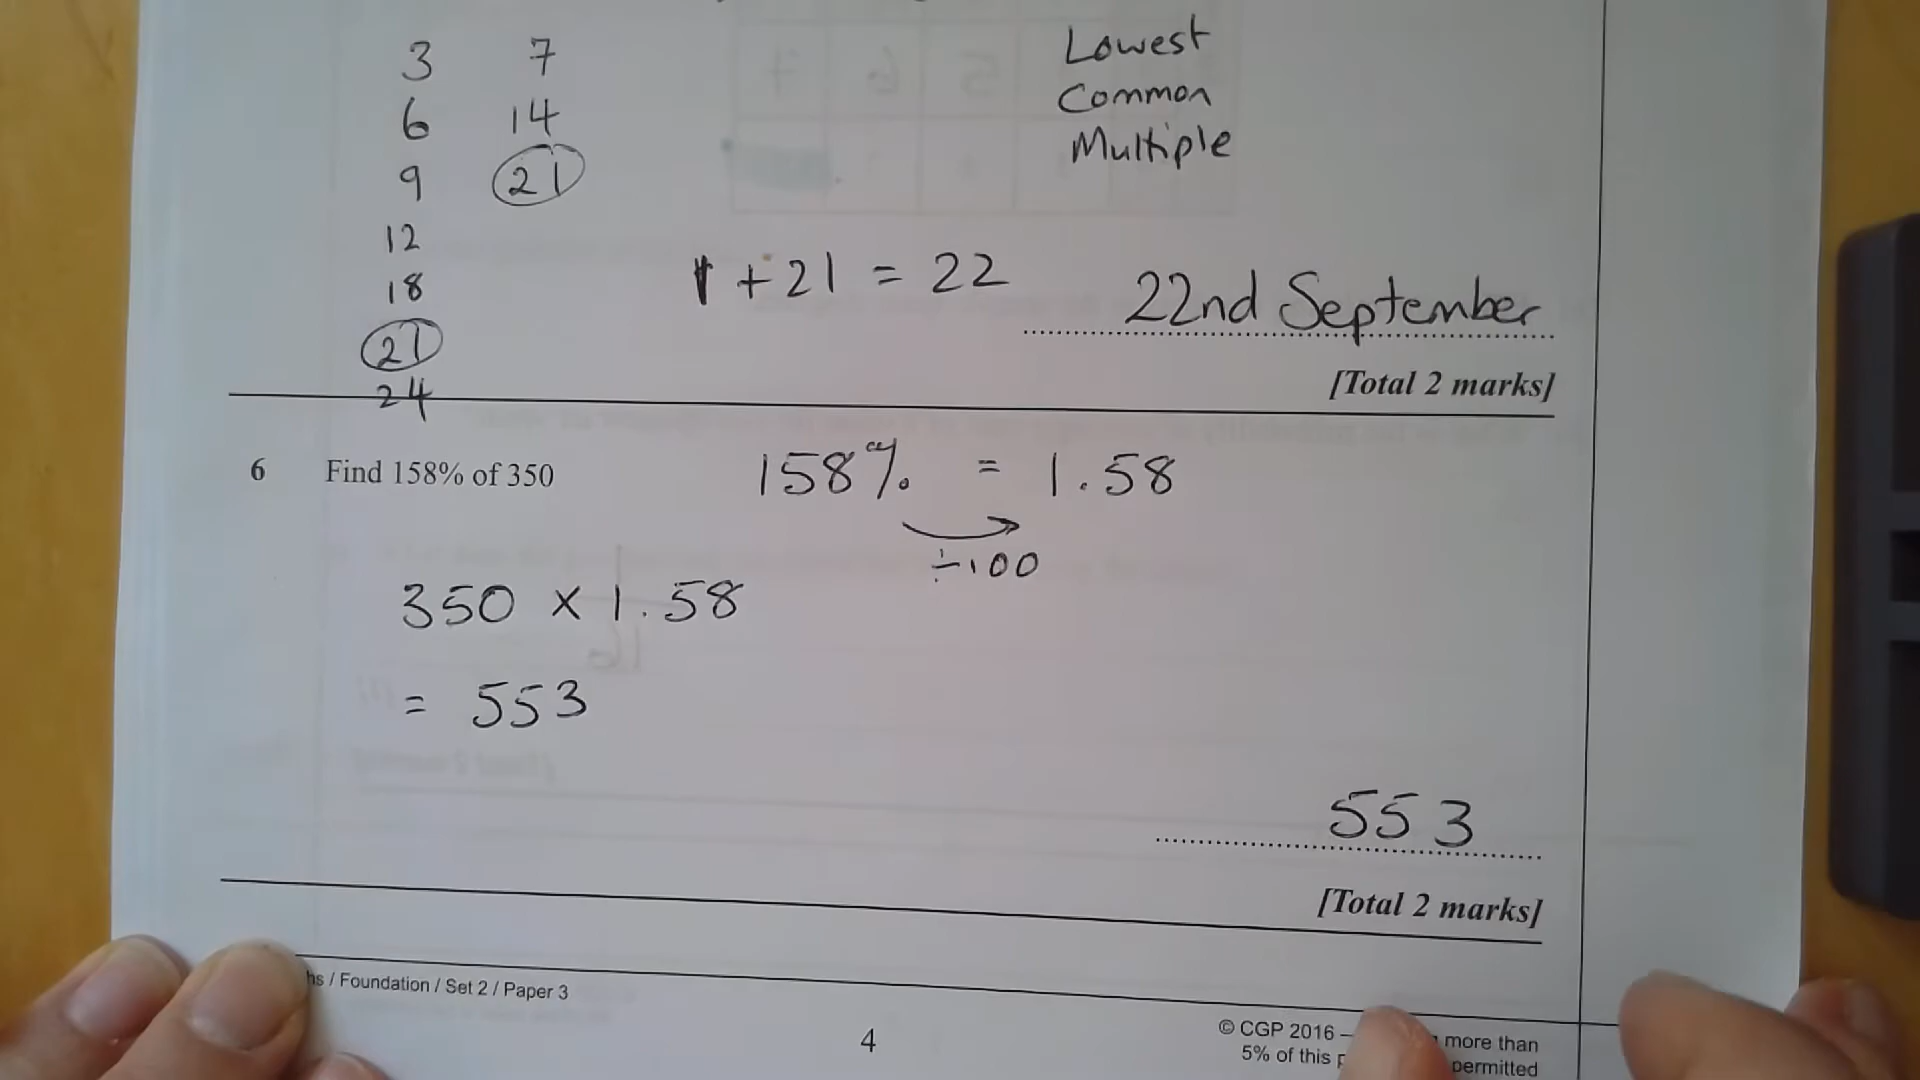 3 7 Lowest
6 14 Common
9 21 Multiple
12
18
21
24
1 + 21 = 22
22nd September
[Total 2 marks]
6 Find 158% of 350
158% = 1.58
÷100
350 × 1.58
= 553
553
[Total 2 marks]
/ Foundation / Set 2 / Paper 3
4
© CGP 2016 — more than
5% of this permitted